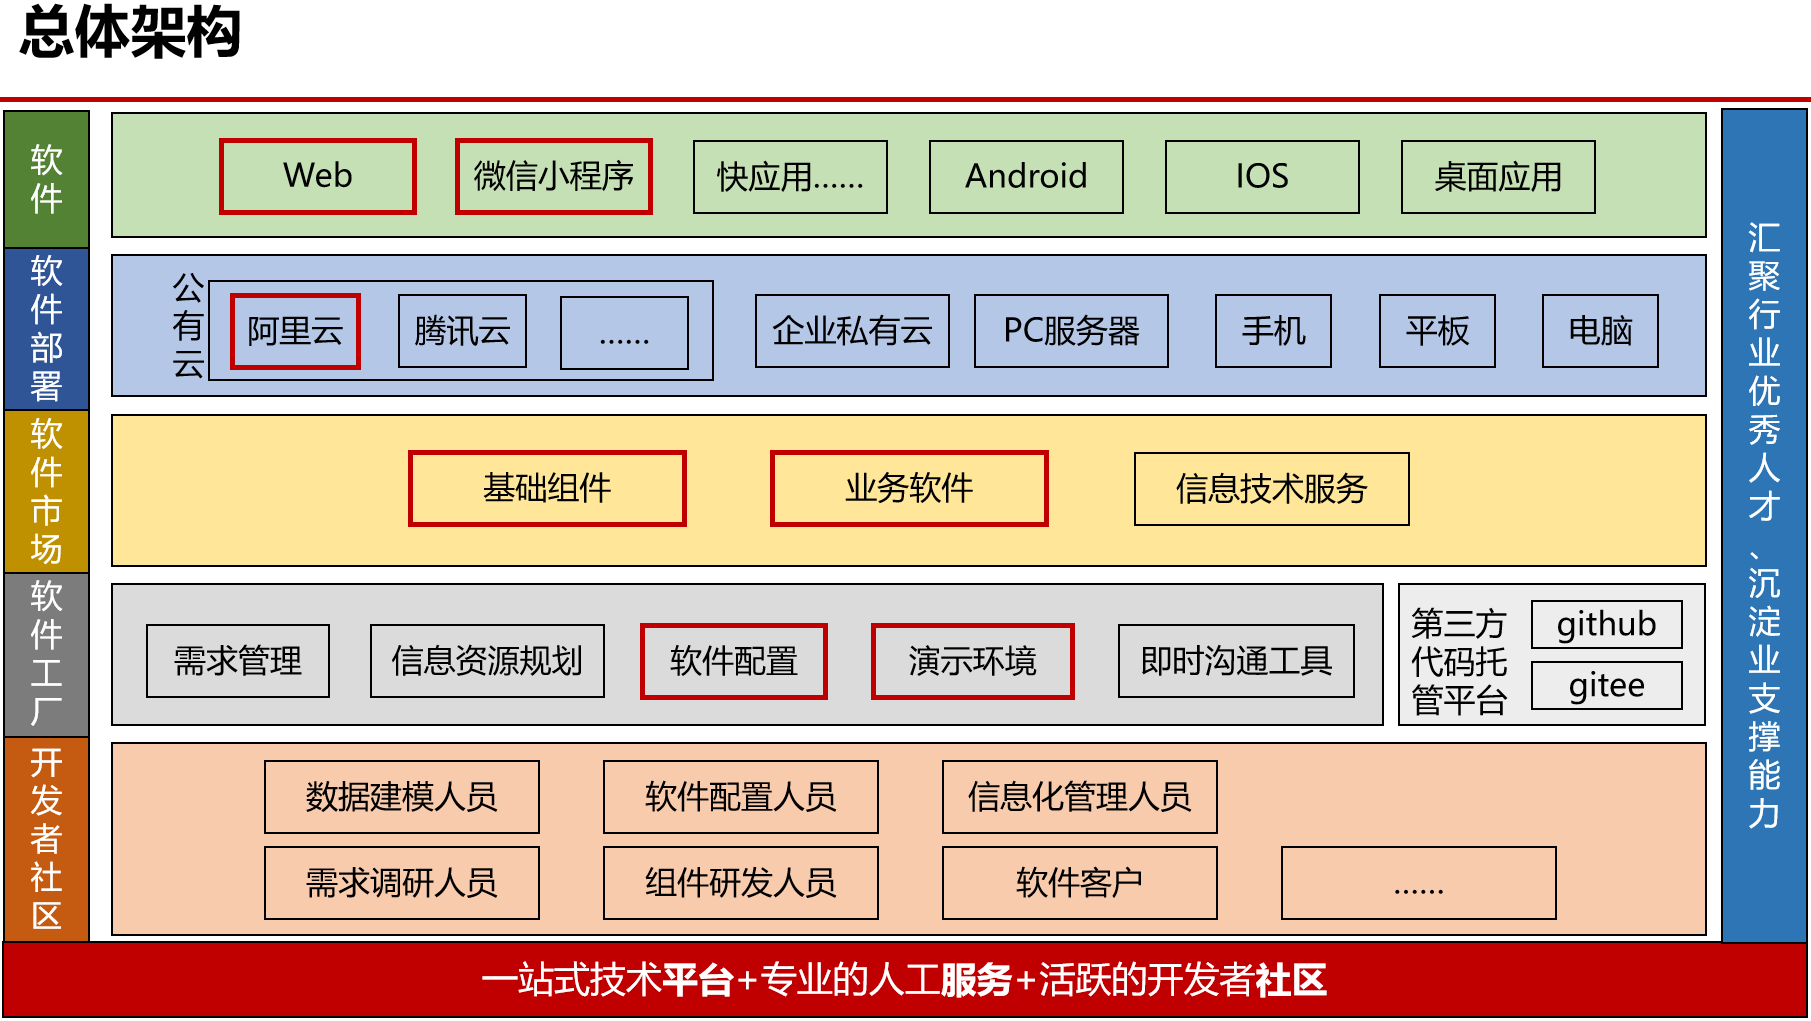 总体架构
软件
Web
微信小程序
快应用......
Android
IOS
桌面应用
软件部署
公有云
阿里云
腾讯云
......
企业私有云
PC服务器
手机
平板
电脑
软件市场
基础组件
业务软件
信息技术服务
软件工厂
需求管理
信息资源规划
软件配置
演示环境
即时沟通工具
第三方
代码托
管平台
github
gitee
开发者社区
数据建模人员
软件配置人员
信息化管理人员
需求调研人员
组件研发人员
软件客户
......
汇聚行业优秀人才、沉淀业支撑能力
一站式技术平台+专业的人工服务+活跃的开发者社区